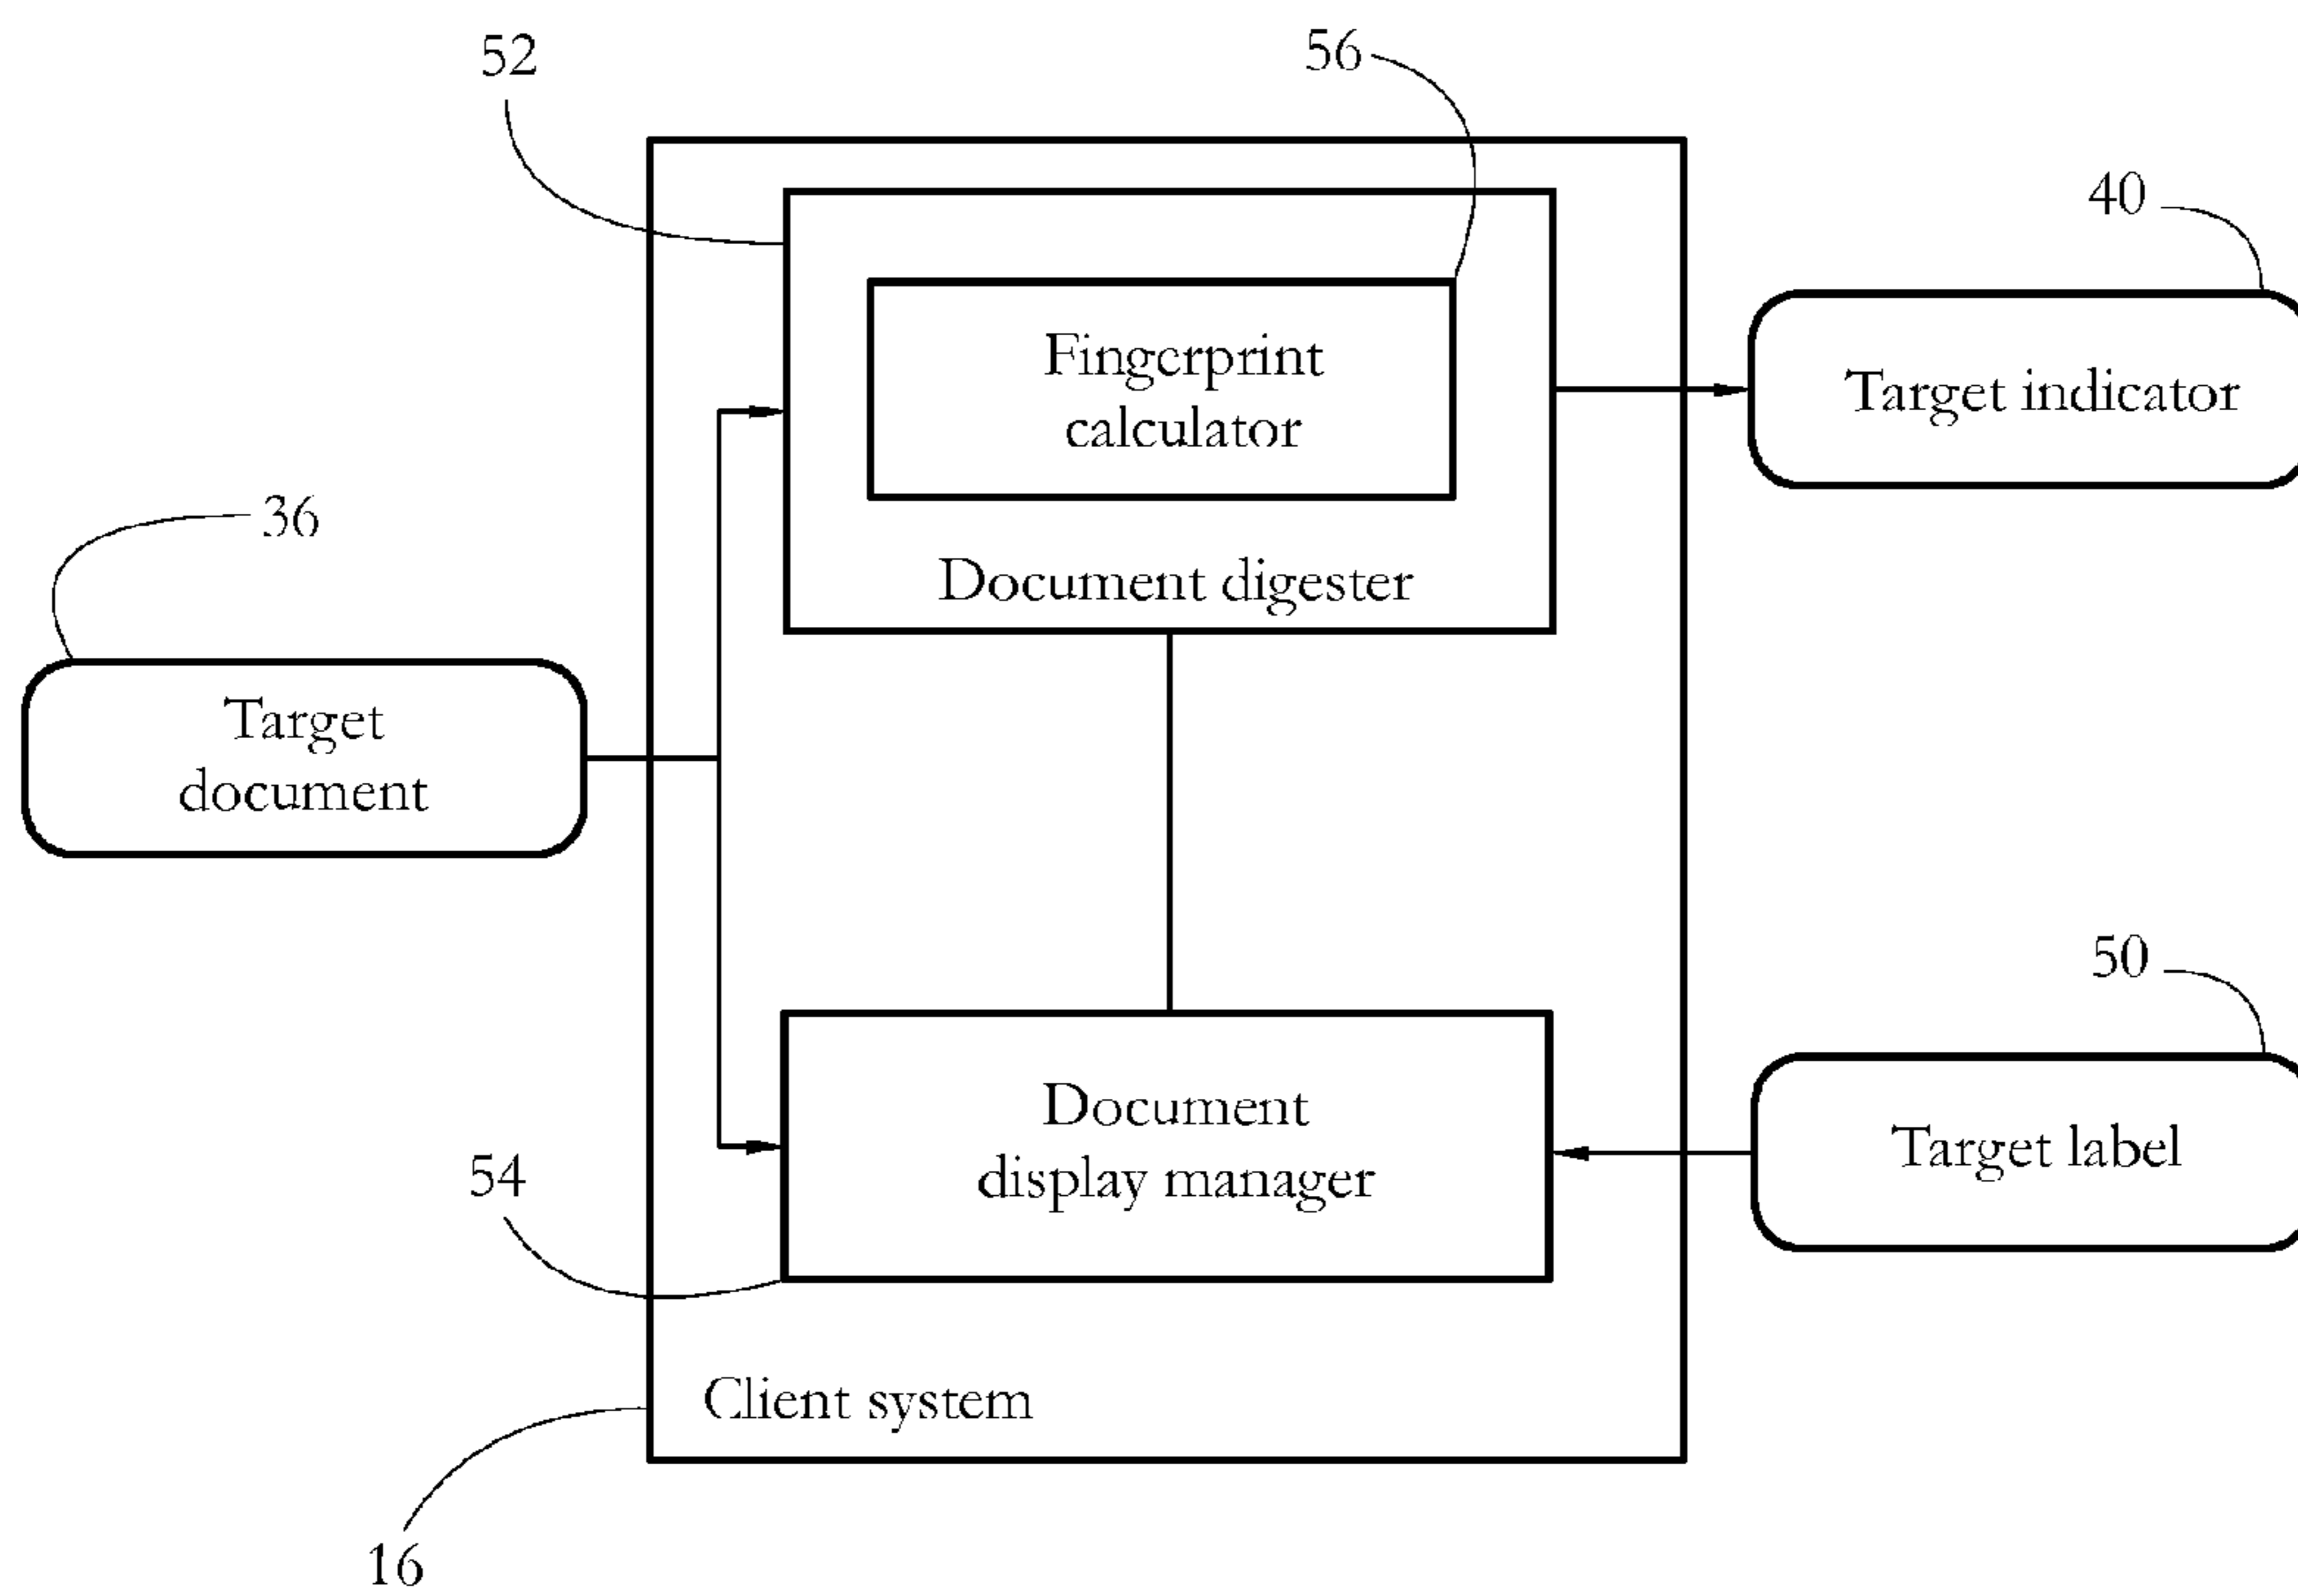 52
56
40
Fingerprint
calculator
Target indicator
36
Document digester
Target
document
50
Document
display manager
Target label
54
Client system
16